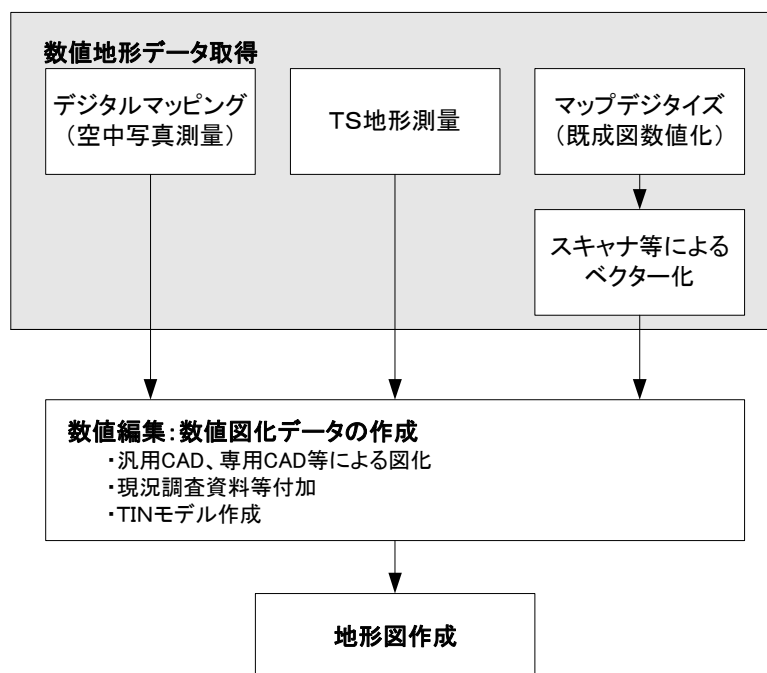 数値地形データ取得
デジタルマッピング
（空中写真測量）
TS地形測量
マップデジタイズ
（既成図数値化）
スキャナ等による
ベクター化
数値編集：数値図化データの作成
・汎用CAD、専用CAD等による図化
・現況調査資料等付加
・TINモデル作成
地形図作成